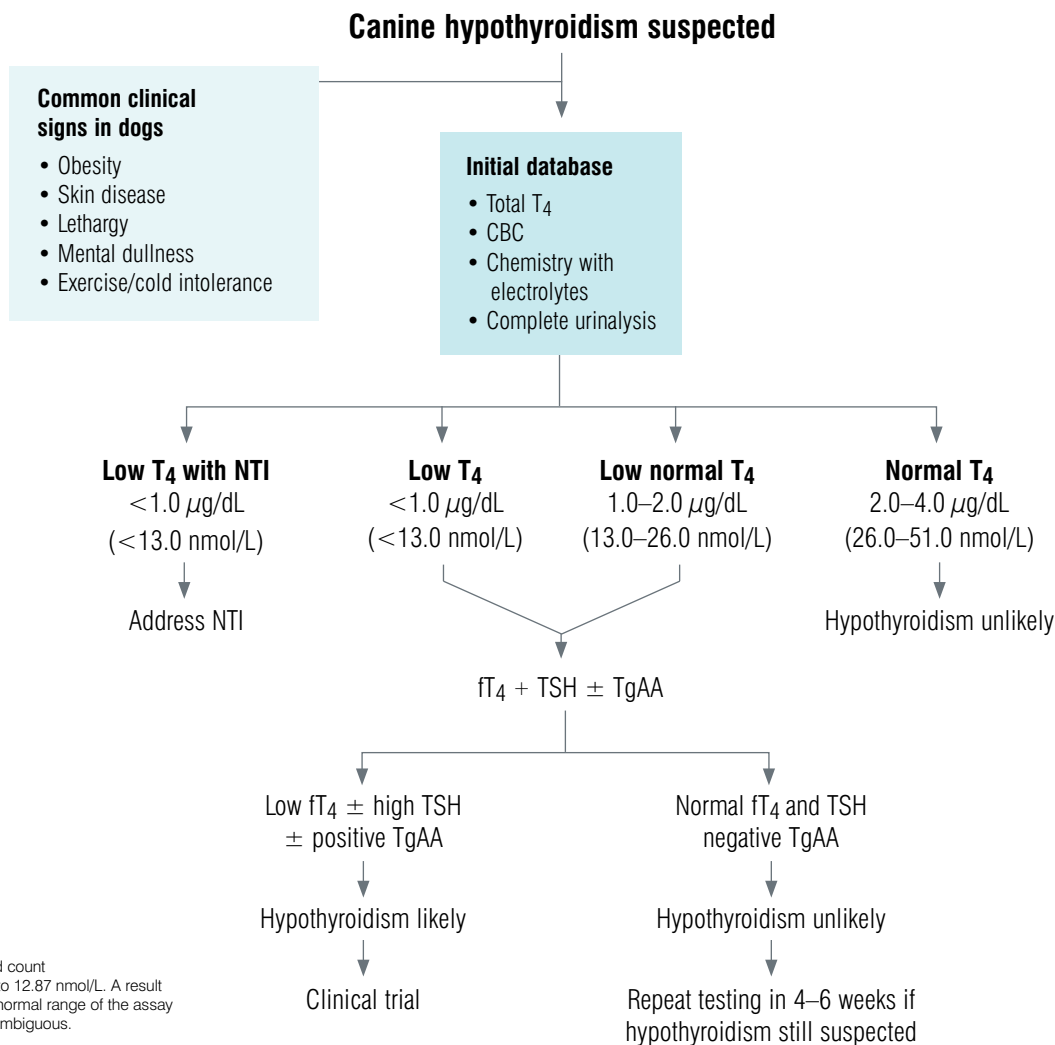 Canine hypothyroidism suspected
Common clinical
signs in dogs
• Obesity
• Skin disease
• Lethargy
• Mental dullness
• Exercise/cold intolerance
Initial database
• Total T4
• CBC
• Chemistry with
electrolytes
• Complete urinalysis
Low T4 with NTI
<1.0 µg/dL
(<13.0 nmol/L)
Address NTI
Low T4
<1.0 µg/dL
(<13.0 nmol/L)
Low normal T4
1.0–2.0 µg/dL
(13.0–26.0 nmol/L)
Normal T4
2.0–4.0 µg/dL
(26.0–51.0 nmol/L)
Hypothyroidism unlikely
fT4 + TSH ± TgAA
Low fT4 ± high TSH
± positive TgAA
Hypothyroidism likely
Clinical trial
Normal fT4 and TSH
negative TgAA
Hypothyroidism unlikely
Repeat testing in 4–6 weeks if
hypothyroidism still suspected
count
to 12.87 nmol/L. A result
normal range of the assay